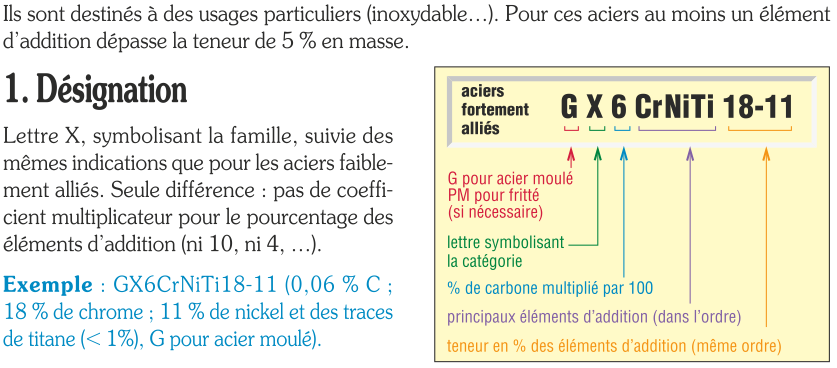 Ils sont destinés à des usages particuliers (inoxydable…). Pour ces aciers au moins un élément
d’addition dépasse la teneur de 5 % en masse.
1. Désignation
Lettre X, symbolisant la famille, suivie des
mêmes indications que pour les aciers faible-
ment alliés. Seule différence : pas de coeffi-
cient multiplicateur pour le pourcentage des
éléments d’addition (ni 10, ni 4, …).
Exemple : GX6CrNiTi18-11 (0,06 % C ;
18 % de chrome ; 11 % de nickel et des traces
de titane (< 1%), G pour acier moulé).
aciers
fortement
alliés
G X 6 CrNiTi 18-11
G pour acier moulé
PM pour fritté
(si nécessaire)
lettre symbolisant
la catégorie
% de carbone multiplié par 100
principaux éléments d’addition (dans l’ordre)
teneur en % des éléments d’addition (même ordre)